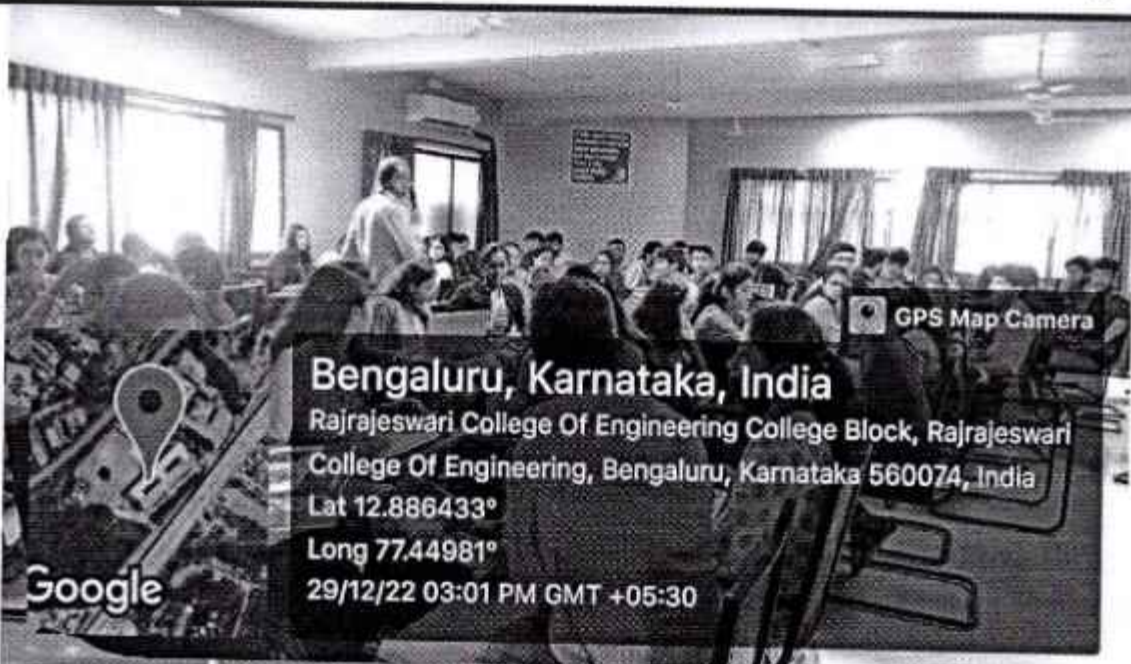 GPS Map Camera
Bengaluru, Karnataka, India
Rajrajeswari College Of Engineering College Block, Rajrajeswari
College Of Engineering, Bengaluru, Karnataka 560074, India
Lat 12.886433°
Long 77.44981°
29/12/22 03:01 PM GMT +05:30
Google